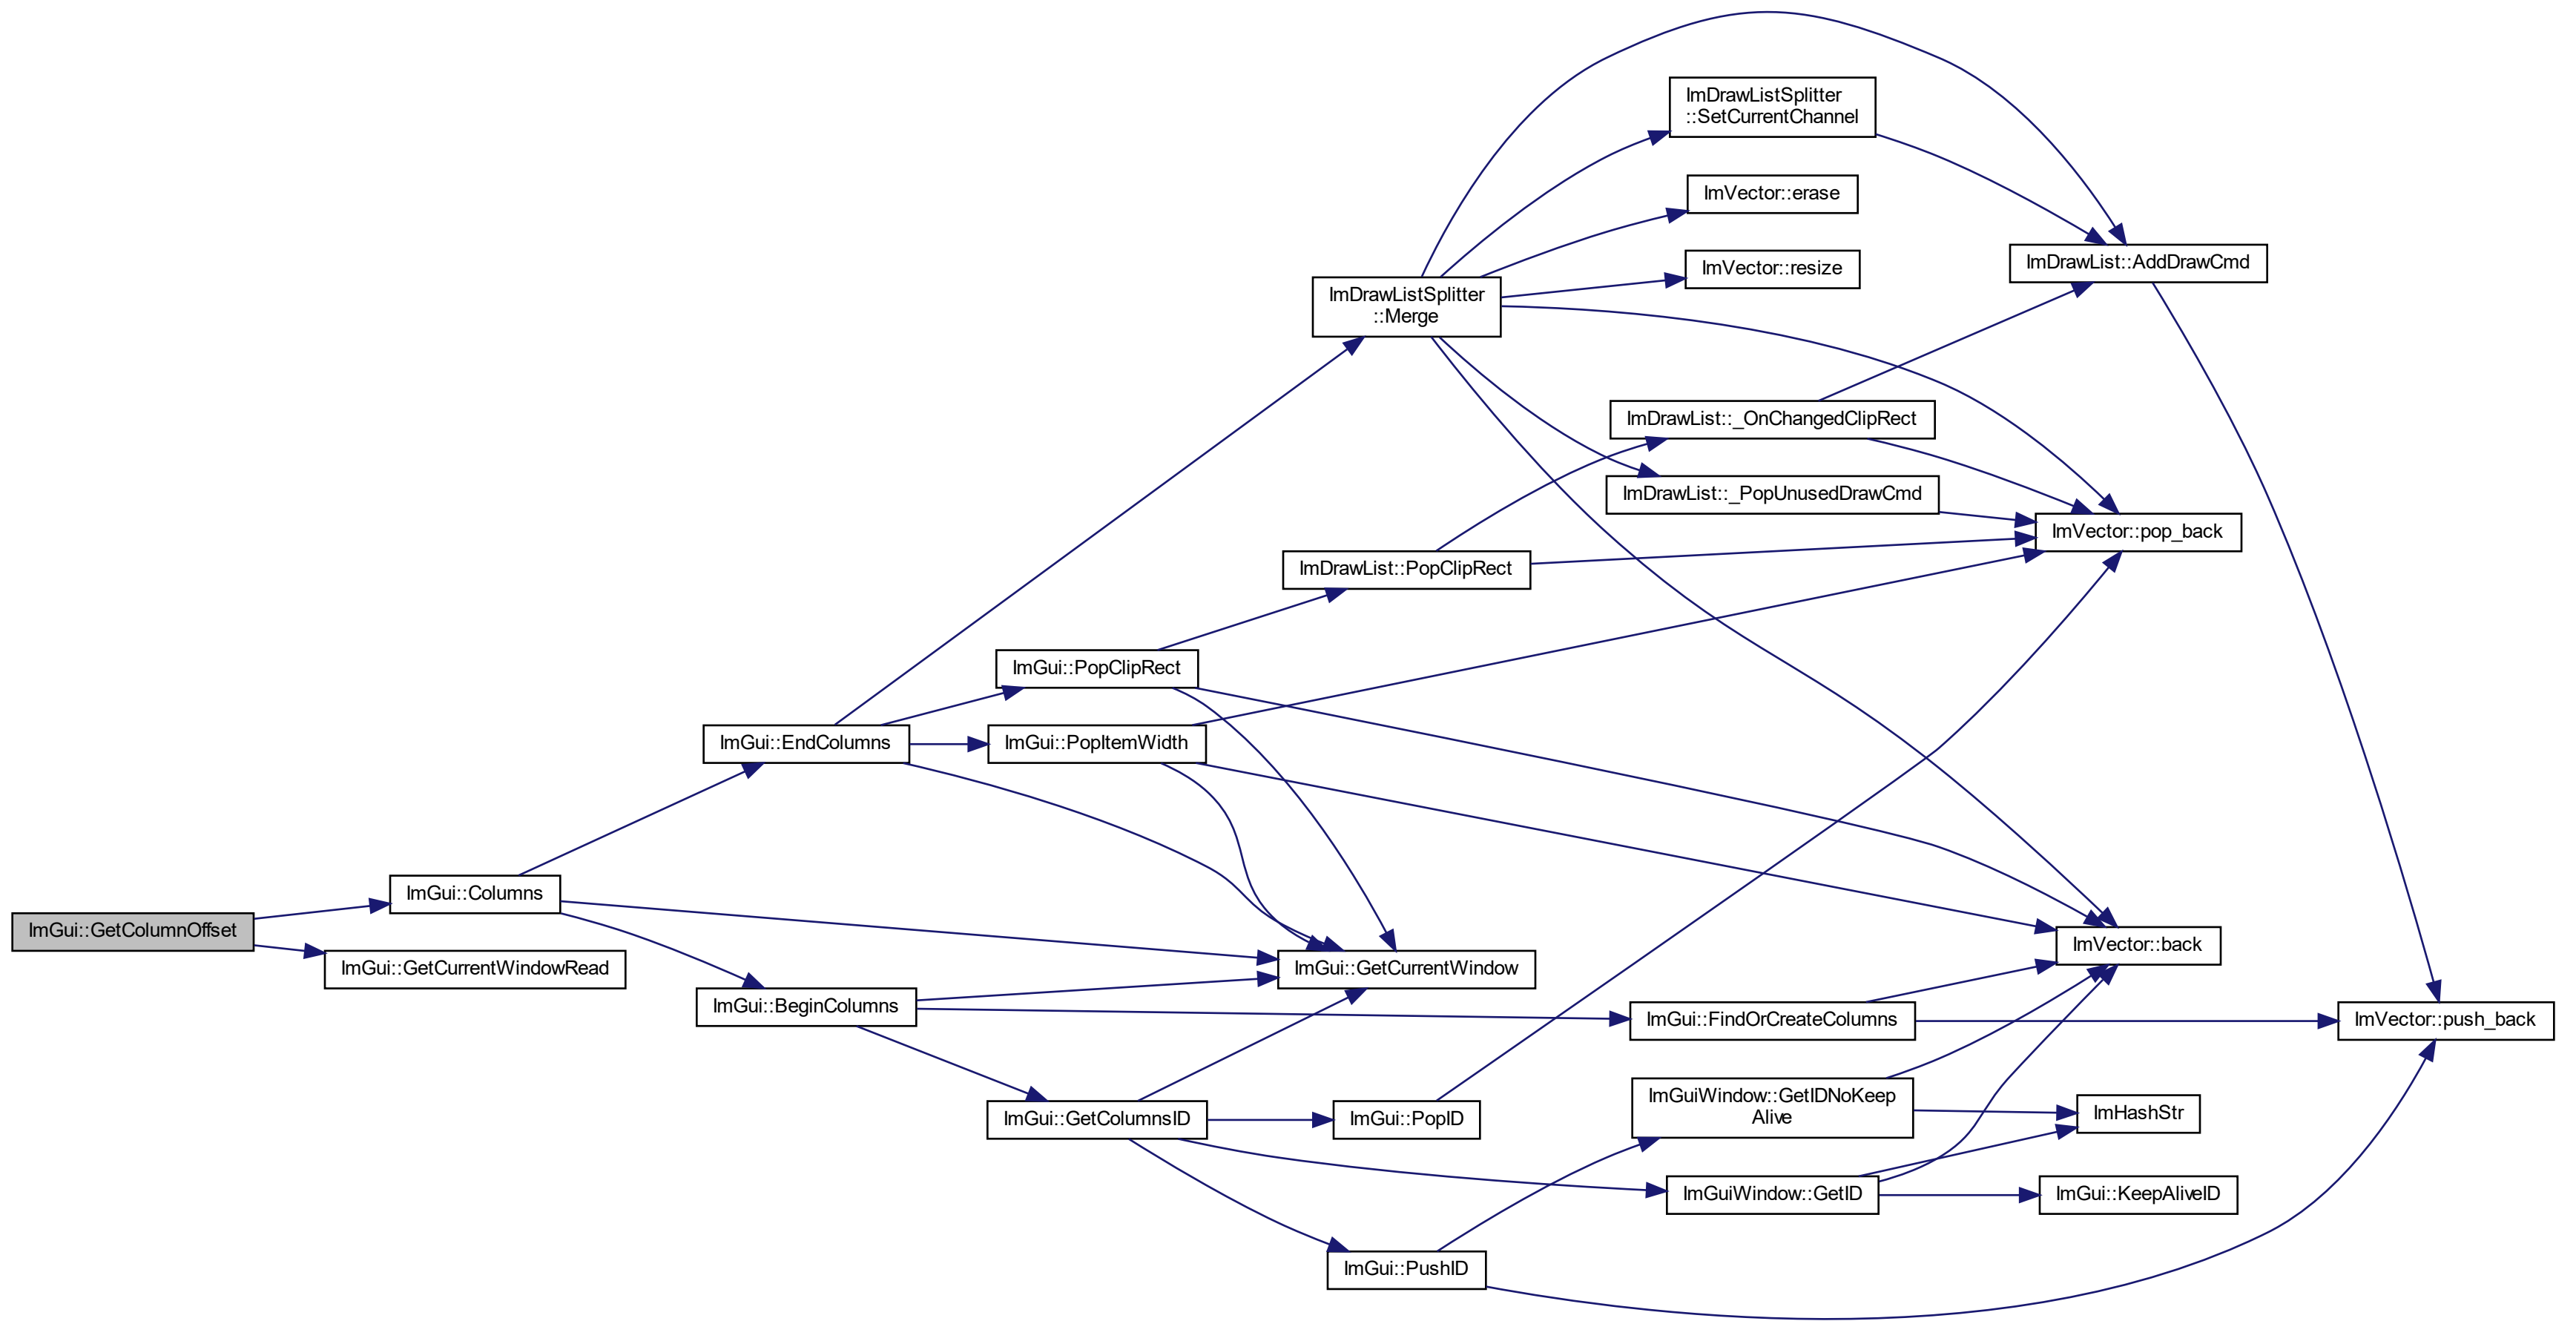 ImGui::GetColumnOffset
ImGui::Columns
ImGui::GetCurrentWindowRead
ImGui::EndColumns
ImGui::BeginColumns
ImGui::PopClipRect
ImGui::PopItemWidth
ImGui::GetColumnsID
ImDrawListSplitter
::Merge
ImDrawList::PopClipRect
ImGui::GetCurrentWindow
ImGui::PopID
ImGui::PushID
ImDrawListSplitter
::SetCurrentChannel
ImVector::erase
ImVector::resize
ImDrawList::_OnChangedClipRect
ImDrawList::_PopUnusedDrawCmd
ImGui::FindOrCreateColumns
ImGuiWindow::GetIDNoKeep
Alive
ImGuiWindow::GetID
ImDrawList::AddDrawCmd
ImVector::pop_back
ImVector::back
ImHashStr
ImGui::KeepAliveID
ImVector::push_back